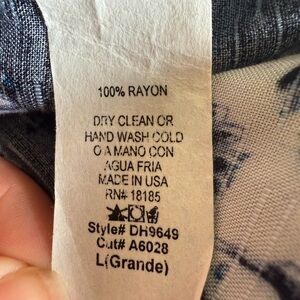 100% RAYON
DRY CLEAN OR
HAND WASH COLD
O A MANO CON
AGUA FRIA
MADE IN USA
RN# 18185
Style# DH9649
Cut# A6028
L(Grande)